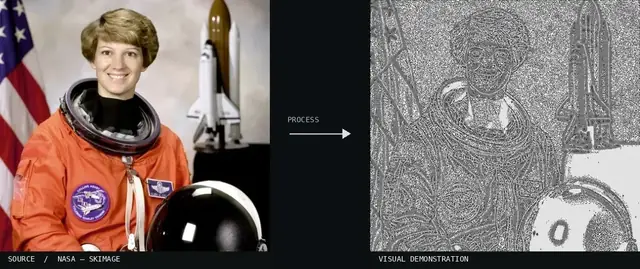 PROCESS
SOURCE / NASA — SKIMAGE
VISUAL DEMONSTRATION